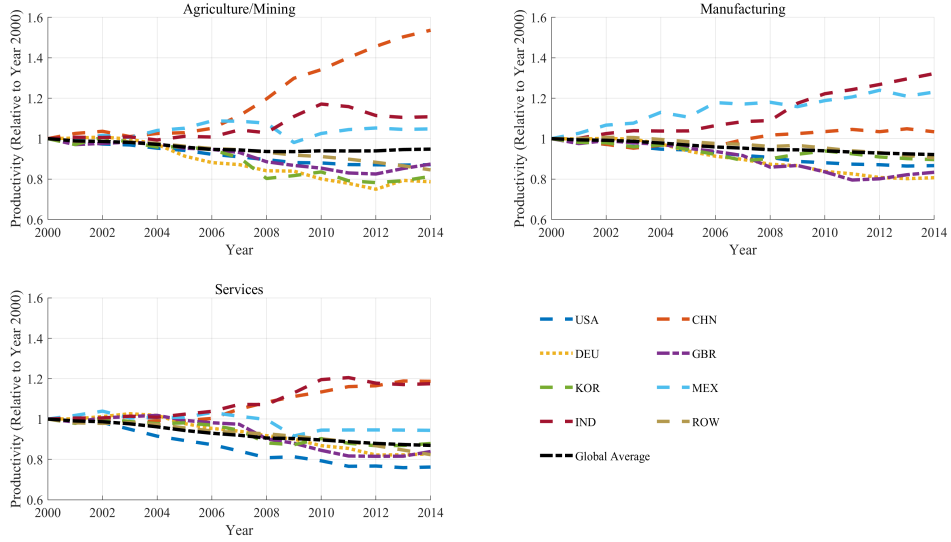 Agriculture/Mining
Productivity (Relative to Year 2000)
1.6
1.4
1.2
1
0.8
0.6
2000 2002 2004 2006 2008 2010 2012 2014
Year
Manufacturing
Productivity (Relative to Year 2000)
1.6
1.4
1.2
1
0.8
0.6
2000 2002 2004 2006 2008 2010 2012 2014
Year
Services
Productivity (Relative to Year 2000)
1.6
1.4
1.2
1
0.8
0.6
2000 2002 2004 2006 2008 2010 2012 2014
Year
USA CHN
DEU GBR
KOR MEX
IND ROW
Global Average